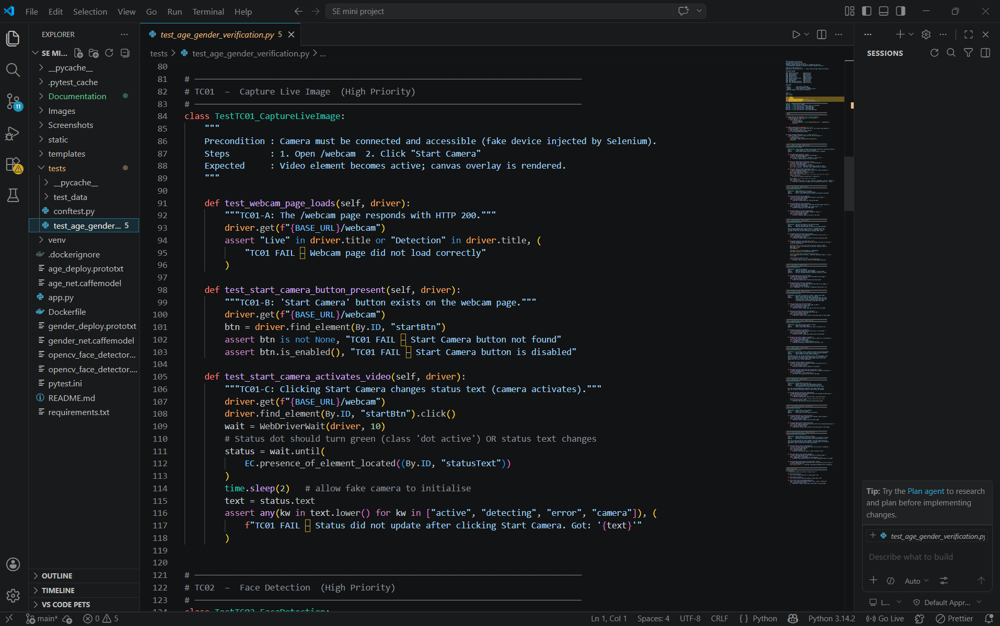 File Edit Selection View Go Run Terminal Help
SE mini project
EXPLORER
SE MI...
__pycache__
.pytest_cache
Documentation
11
Images
Screenshots
static
templates
tests
__pycache__
test_data
conftest.py
test_age_gender... 5
venv
.dockerignore
age_deploy.prototxt
age_net.caffemodel
app.py
Dockerfile
gender_deploy.prototxt
gender_net.caffemodel
opencv_face_detector...
opencv_face_detector....
pytest.ini
README.md
requirements.txt
OUTLINE
TIMELINE
VS CODE PETS
test_age_gender_verification.py 5
tests > test_age_gender_verification.py > ...
80
81 # ─────────────────────────────────────────────
82 # TC01 – Capture Live Image (High Priority)
83 # ─────────────────────────────────────────────
84 class TestTC01_CaptureLiveImage:
85 """
86 Precondition : Camera must be connected and accessible (fake device injected by Selenium).
87 Steps : 1. Open /webcam 2. Click "Start Camera"
88 Expected : Video element becomes active; canvas overlay is rendered.
89 """
90
91 def test_webcam_page_loads(self, driver):
92 """TC01-A: The /webcam page responds with HTTP 200."""
93 driver.get(f"{BASE_URL}/webcam")
94 assert "Live" in driver.title or "Detection" in driver.title, (
95 "TC01 FAIL – Webcam page did not load correctly"
96 )
97
98 def test_start_camera_button_present(self, driver):
99 """TC01-B: 'Start Camera' button exists on the webcam page."""
100 driver.get(f"{BASE_URL}/webcam")
101 btn = driver.find_element(By.ID, "startBtn")
102 assert btn is not None, "TC01 FAIL – Start Camera button not found"
103 assert btn.is_enabled(), "TC01 FAIL – Start Camera button is disabled"
104
105 def test_start_camera_activates_video(self, driver):
106 """TC01-C: Clicking Start Camera changes status text (camera activates)."""
107 driver.get(f"{BASE_URL}/webcam")
108 driver.find_element(By.ID, "startBtn").click()
109 wait = WebDriverWait(driver, 10)
110 # Status dot should turn green (class 'dot active') OR status text changes
111 status = wait.until(
112 EC.presence_of_element_located((By.ID, "statusText"))
113 )
114 time.sleep(2) # allow fake camera to initialise
115 text = status.text
116 assert any(kw in text.lower() for kw in ["active", "detecting", "error", "camera"]), (
117 f"TC01 FAIL – Status did not update after clicking Start Camera. Got: '{text}'"
118 )
119
120
121 # ─────────────────────────────────────────────
122 # TC02 – Face Detection (High Priority)
123 # ─────────────────────────────────────────────
124 class TestTC02_FaceDetection:
SESSIONS
Tip: Try the Plan agent to research
and plan before implementing
changes.
test_age_gender_verification.py
Describe what to build
Auto
L...
Default Appr...
main*
0
5
Ln 1, Col 1
Spaces: 4
UTF-8
CRLF
{ } Python
Python 3.14.2
Go Live
Prettier